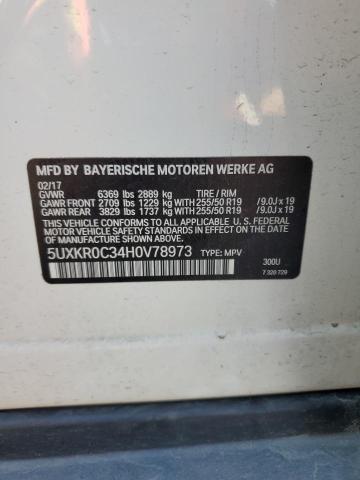 MFD BY BAYERISCHE MOTOREN WERKE AG
02/17
GVWR 6369 lbs 2889 kg TIRE / RIM
GAWR FRONT 2709 lbs 1229 kg WITH 255/50 R19 /9.0J x 19
GAWR REAR 3829 lbs 1737 kg WITH 255/50 R19 /9.0J x 19
THIS VEHICLE CONFORMS TO ALL APPLICABLE U. S. FEDERAL
MOTOR VEHICLE SAFETY STANDARDS IN EFFECT
ON THE DATE OF MANUFACTURE SHOWN ABOVE.
5UXKR0C34H0V78973 TYPE: MPV
300U
7 320 729